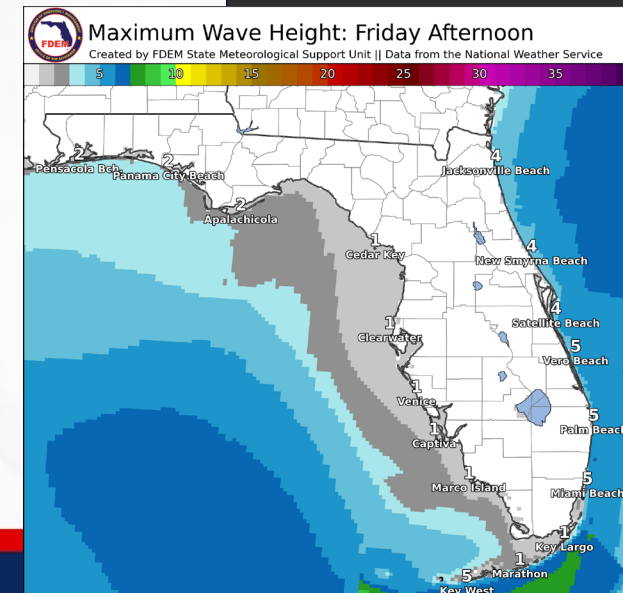 FDEM
Maximum Wave Height: Friday Afternoon
Created by FDEM State Meteorological Support Unit || Data from the National Weather Service
5 10 15 20 25 30 35
2
Pensacola Bch.
2
Panama City Beach
2
Apalachicola
4
Jacksonville Beach
1
Cedar Key
4
New Smyrna Beach
4
Satellite Beach
1
Clearwater
5
Vero Beach
1
Venice
5
Palm Beach
1
Captiva
1
Marco Island
5
Miami Beach
1
Key Largo
1
Marathon
5
Key West